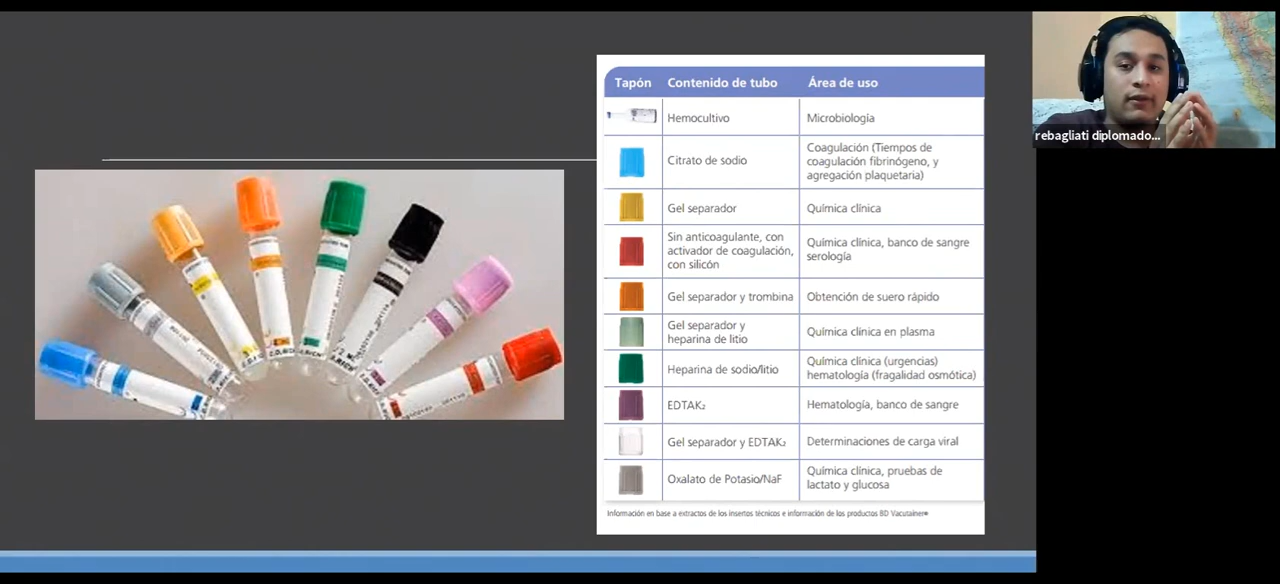 Tapón Contenido de tubo Área de uso
Hemocultivo Microbiología
Citrato de sodio Coagulación (Tiempos de
coagulación fibrinógeno, y
agregación plaquetaria)
Gel separador Química clínica
Sin anticoagulante, con
activador de coagulación,
con silicón
Química clínica, banco de sangre
serología
Gel separador y trombina Obtención de suero rápido
Gel separador y
heparina de litio
Química clínica en plasma
Heparina de sodio/litio
Química clínica (urgencias)
hematología (fragalidad osmótica)
EDTAK₂ Hematología, banco de sangre
Gel separador y EDTAK₂ Determinaciones de carga viral
Oxalato de Potasio/NaF
Química clínica, pruebas de
lactato y glucosa
Información en base a extractos de los insertos técnicos e información de los productos BD Vacutainer®
rebagliati diplomado...